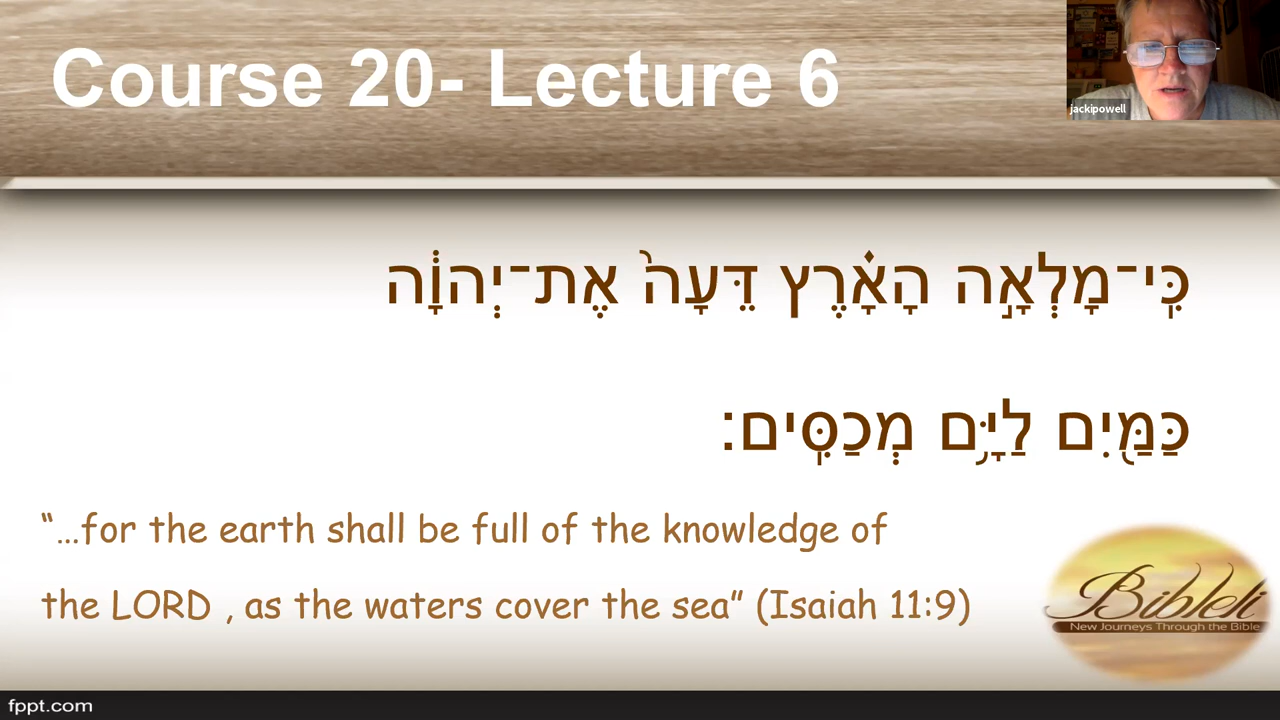 Course 20- Lecture 6
jackipowell
כִּֽי־מָלְאָ֣ה הָאָ֗רֶץ דֵּעָה֙ אֶת־יְהוָ֔ה
כַּמַּ֖יִם לַיָּ֥ם מְכַסִּֽים׃
“…for the earth shall be full of the knowledge of
the LORD , as the waters cover the sea” (Isaiah 11:9)
Bibleli
New Journeys Through the Bible
fppt.com